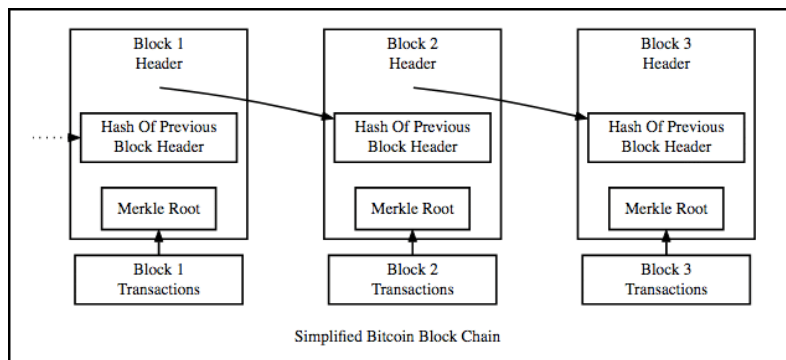 Block 1
Header
Block 2
Header
Block 3
Header
Hash Of Previous
Block Header
Hash Of Previous
Block Header
Hash Of Previous
Block Header
Merkle Root
Merkle Root
Merkle Root
Block 1
Transactions
Block 2
Transactions
Block 3
Transactions
Simplified Bitcoin Block Chain